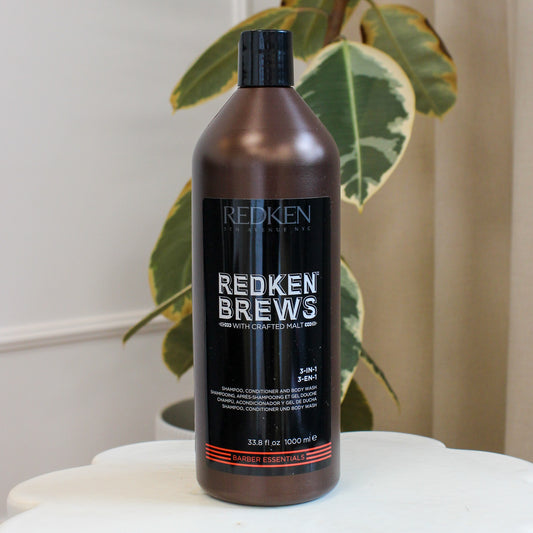 REDKEN
5TH AVENUE NYC
REDKEN™
BREWS
WITH CRAFTED MALT
3-IN-1
3-EN-1
SHAMPOO, CONDITIONER AND BODY WASH
SHAMPOOING, APRÈS-SHAMPOOING ET GEL DOUCHE
CHAMPÚ, ACONDICIONADOR Y GEL DE DUCHA
SHAMPOO, CONDITIONER UND BODY WASH
33.8 fl oz 1000 ml e
BARBER ESSENTIALS